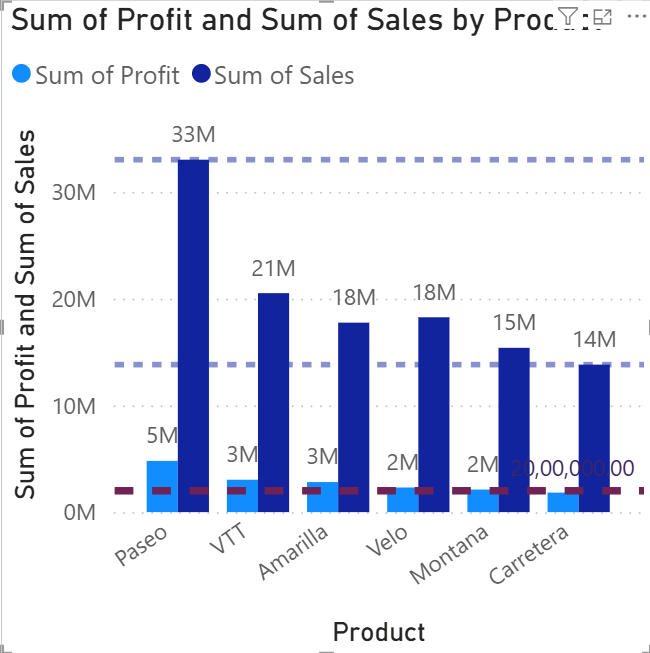 Sum of Profit and Sum of Sales by Product
Sum of Profit Sum of Sales
Sum of Profit and Sum of Sales
30M
20M
10M
0M
33M
21M
18M
18M
15M
14M
5M
3M
3M
2M
2M
20,00,000.00
Paseo
VTT
Amarilla
Velo
Montana
Carretera
Product